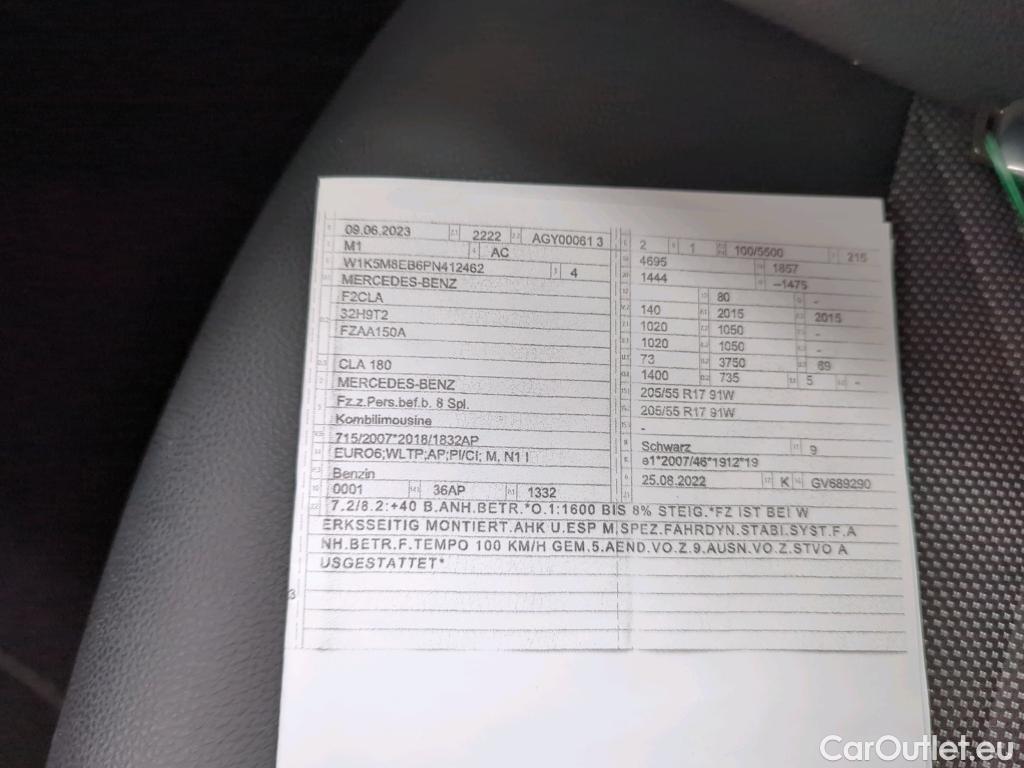 09.06.2023 2222 AGY00061 3
M1 AC
W1K5M8EB6PN412462 4
MERCEDES-BENZ
F2CLA
32H9T2
FZAA150A
CLA 180
MERCEDES-BENZ
Fz.z.Pers.bef.b. 8 Spl.
Kombilimousine
715/2007*2018/1832AP
EURO6;WLTP;AP;PI/CI; M, N1 I
Benzin
0001 36AP 1332
2 1 100/5500 215
4695 1857
1444 –1475
80 -
140 2015 2015
1020 1050 -
1020 1050 -
73 3750 69
1400 735 5 -
205/55 R17 91W
205/55 R17 91W
-
Schwarz 9
e1*2007/46*1912*19
25.08.2022 K GV689290
7.2/8.2:+40 B.ANH.BETR.*O.1:1600 BIS 8% STEIG.*FZ IST BEI W
ERKSSEITIG MONTIERT.AHK U.ESP M.SPEZ.FAHRDYN.STABI.SYST.F.A
NH.BETR.F.TEMPO 100 KM/H GEM.5.AEND.VO.Z.9.AUSN.VO.Z.STVO A
USGESTATTET*
CarOutlet.eu